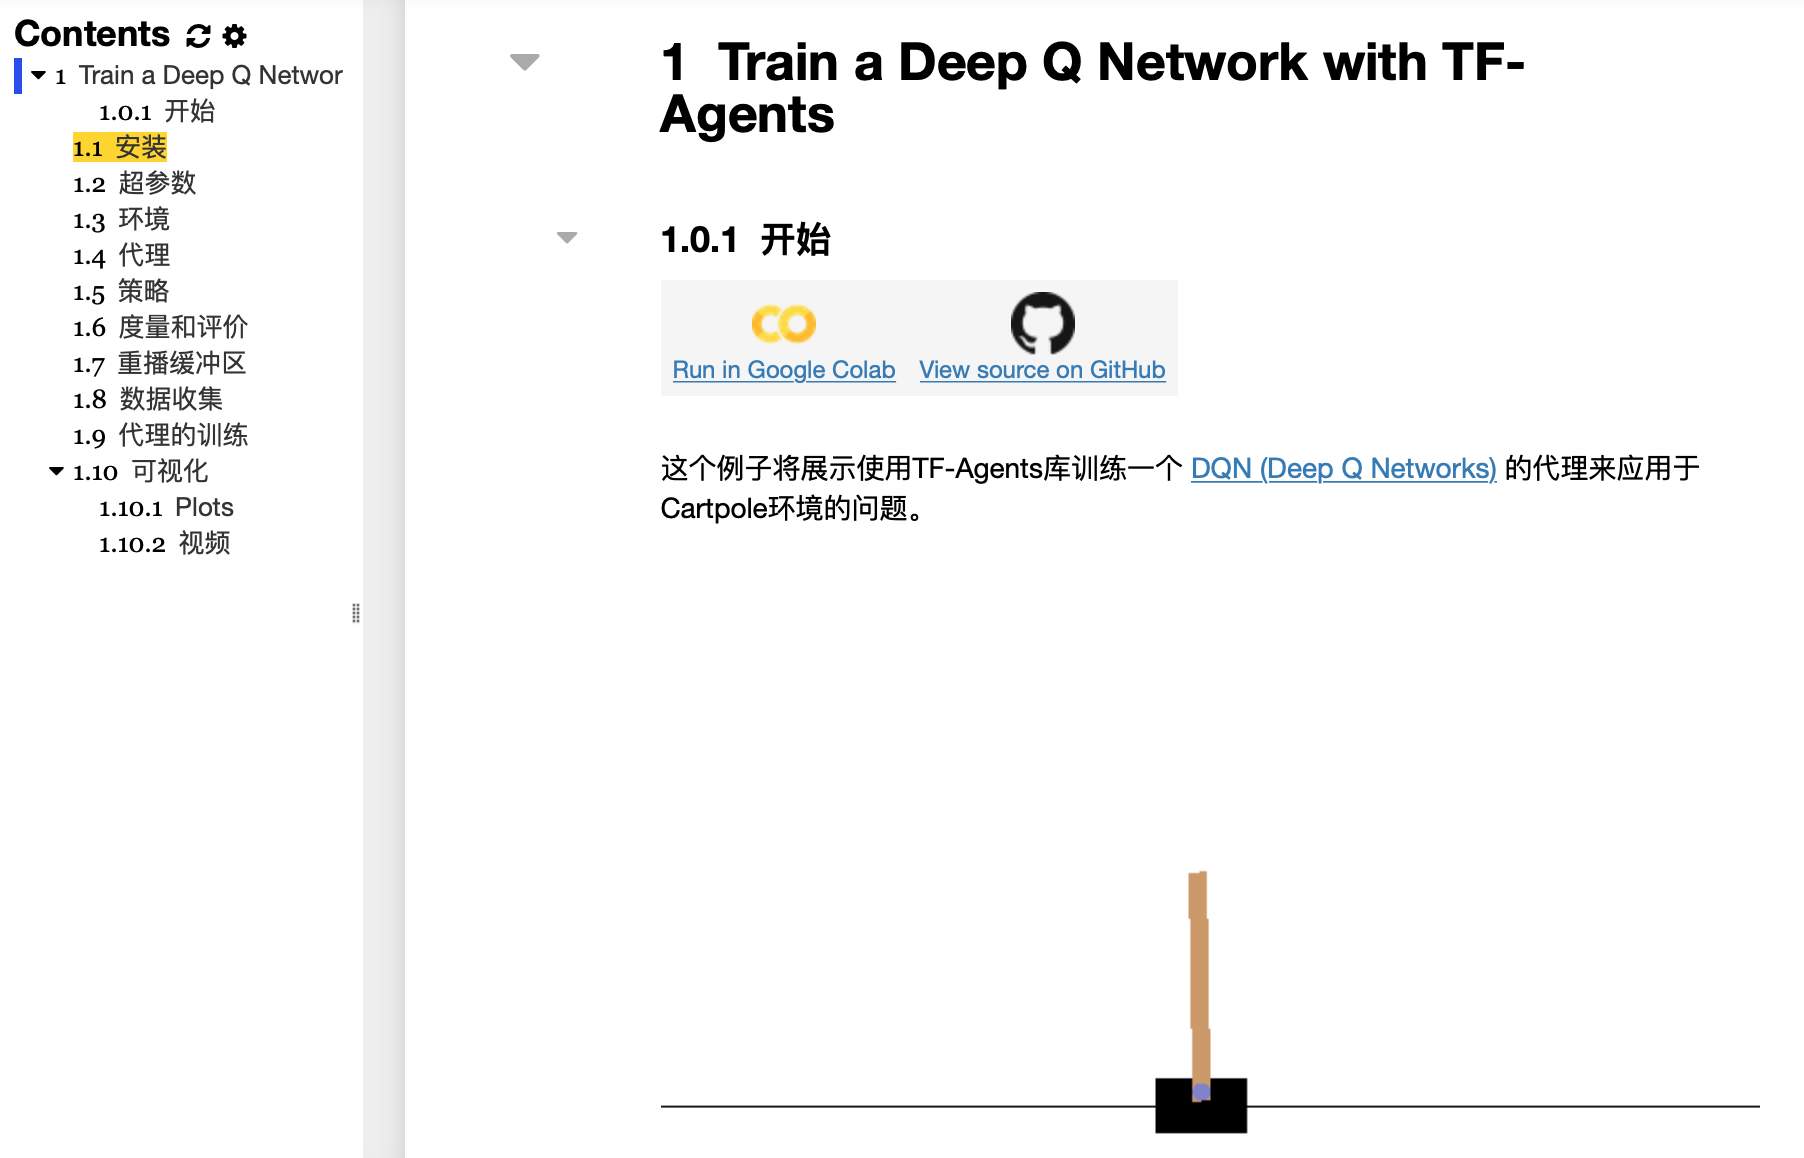 Contents
1 Train a Deep Q Networ
1.0.1 开始
1.1 安装
1.2 超参数
1.3 环境
1.4 代理
1.5 策略
1.6 度量和评价
1.7 重播缓冲区
1.8 数据收集
1.9 代理的训练
1.10 可视化
1.10.1 Plots
1.10.2 视频
1 Train a Deep Q Network with TF-
Agents
1.0.1 开始
Run in Google Colab
View source on GitHub
这个例子将展示使用TF-Agents库训练一个 DQN (Deep Q Networks) 的代理来应用于
Cartpole环境的问题。